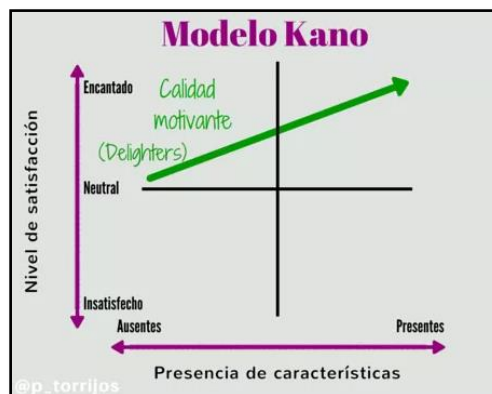 Modelo Kano
Encantado
Calidad
motivante
(Delighters)
Neutral
Nivel de satisfacción
Insatisfecho
Ausentes
Presentes
Presencia de características
@p_torrijos